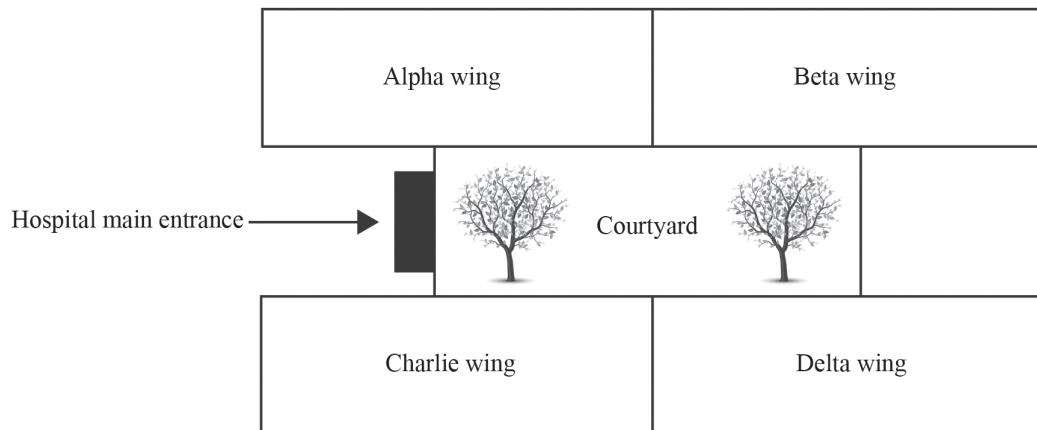 Alpha wing
Beta wing
Hospital main entrance
Courtyard
Charlie wing
Delta wing